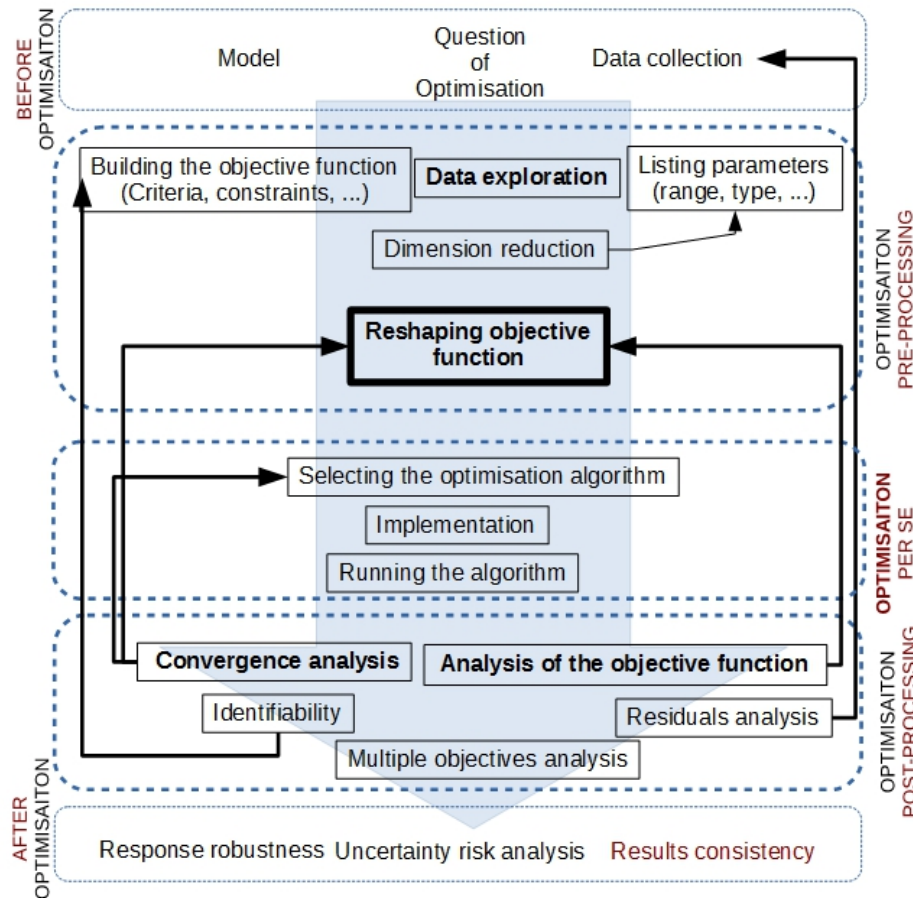 BEFORE
OPTIMISAITON
Model
Question
of
Optimisation
Data collection
Building the objective function
(Criteria, constraints, ...)
Data exploration
Listing parameters
(range, type, ...)
Dimension reduction
Reshaping objective
function
OPTIMISAITON
PRE-PROCESSING
Selecting the optimisation algorithm
Implementation
Running the algorithm
OPTIMISAITON
PER SE
Convergence analysis
Analysis of the objective function
Identifiability
Residuals analysis
Multiple objectives analysis
OPTIMISAITON
POST-PROCESSING
AFTER
OPTIMISAITON
Response robustness
Uncertainty risk analysis
Results consistency